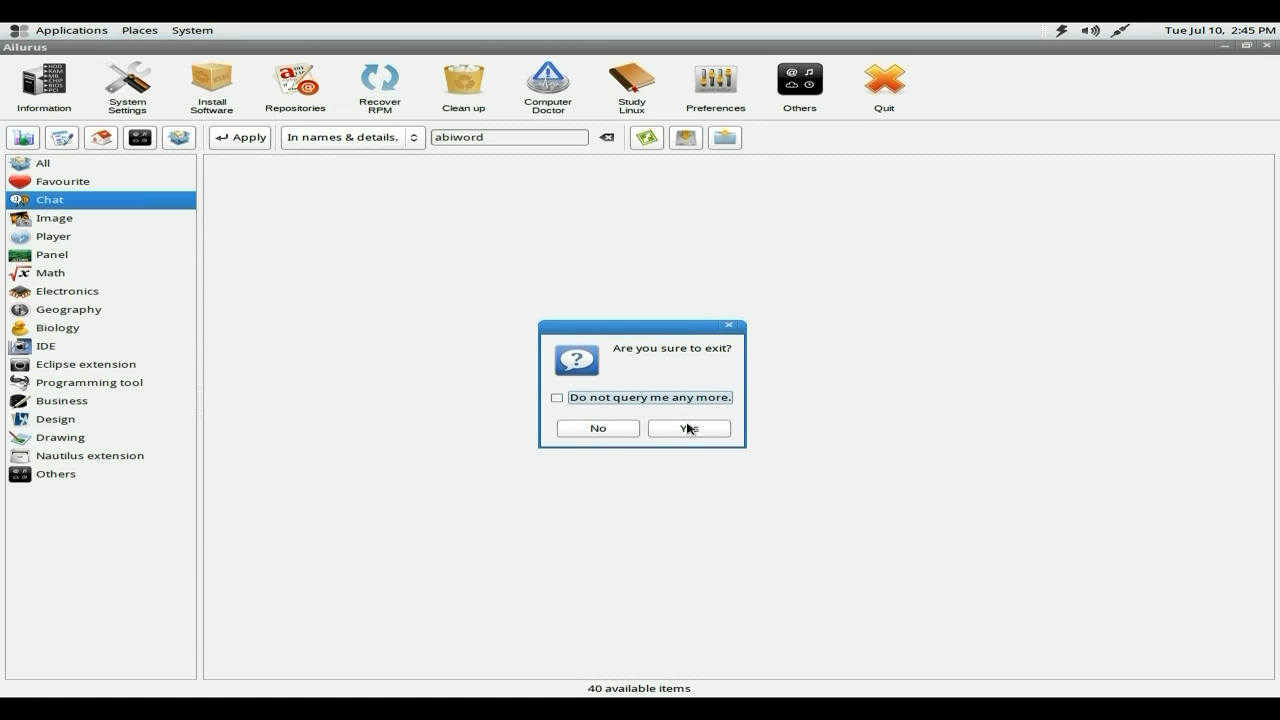 Applications Places System Tue Jul 10, 2:45 PM
Ailurus
Information System Settings Install Software Repositories Recover RPM Clean up Computer Doctor Study Linux Preferences Others Quit
Apply In names & details. abiword
All
Favourite
Chat
Image
Player
Panel
Math
Electronics
Geography
Biology
IDE
Eclipse extension
Programming tool
Business
Design
Drawing
Nautilus extension
Others
Are you sure to exit?
Do not query me any more.
No Yes
40 available items